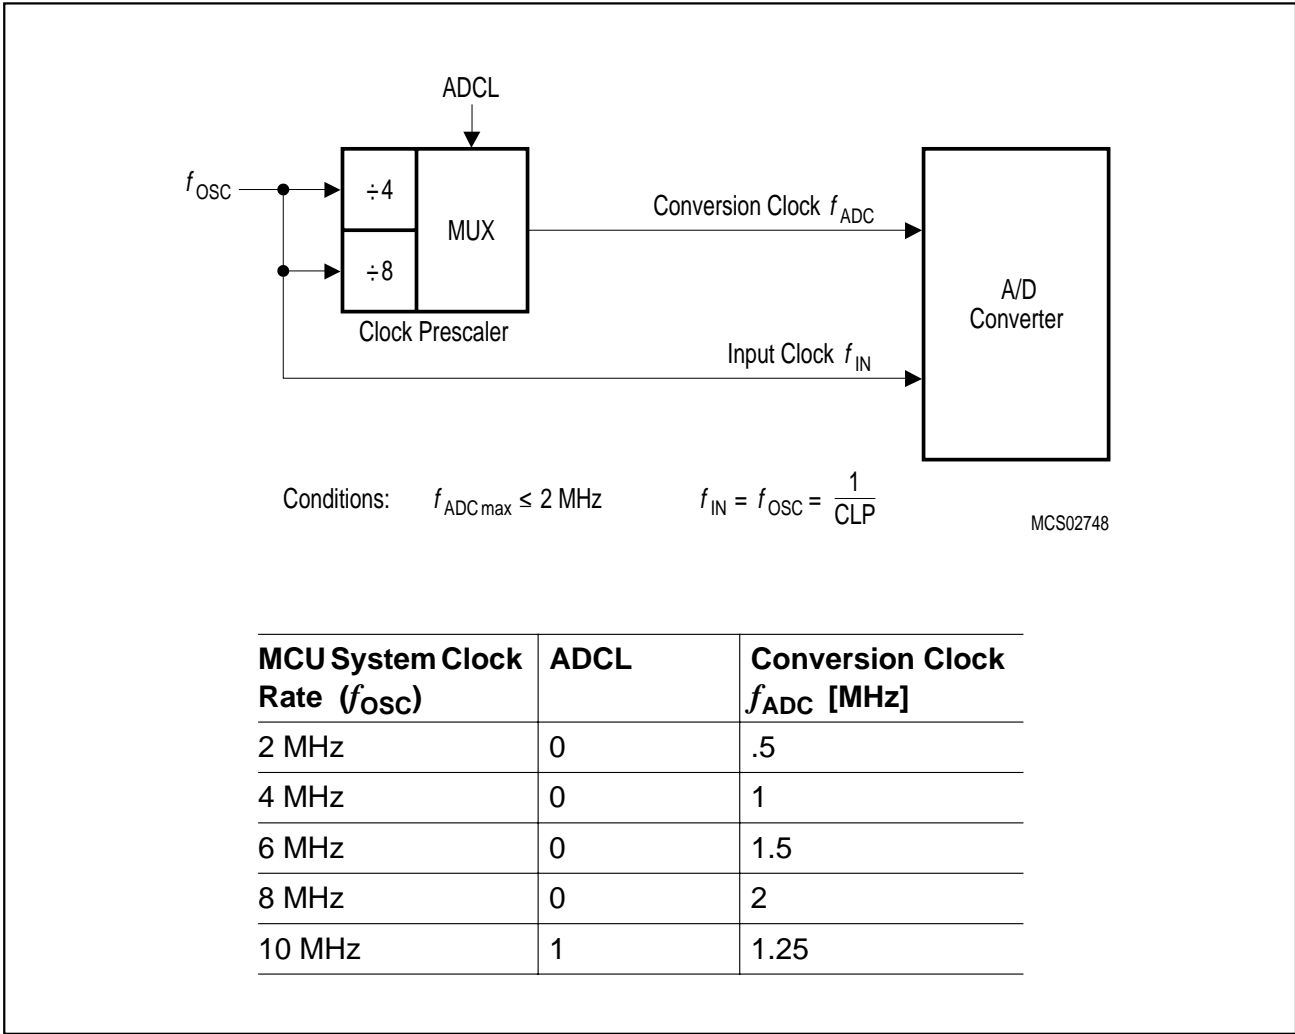 ADCL
f OSC
÷4
MUX
÷8
Clock Prescaler
Conversion Clock f ADC
A/D
Converter
Input Clock f IN
Conditions: f ADC max ≤ 2 MHz f IN = f OSC = 1 / CLP
MCS02748
MCU System Clock Rate (fOSC) | ADCL | Conversion Clock fADC [MHz]
2 MHz | 0 | .5
4 MHz | 0 | 1
6 MHz | 0 | 1.5
8 MHz | 0 | 2
10 MHz | 1 | 1.25